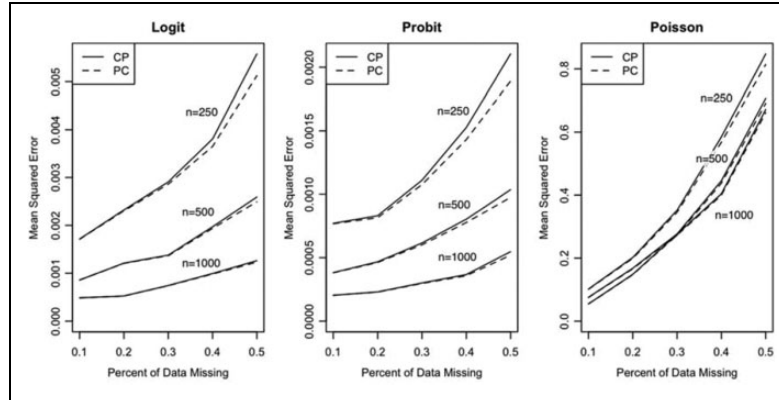 Logit
CP
PC
n=250
n=500
n=1000
Mean Squared Error
0.000
0.001
0.002
0.003
0.004
0.005
0.1
0.2
0.3
0.4
0.5
Percent of Data Missing
Probit
CP
PC
n=250
n=500
n=1000
Mean Squared Error
0.0000
0.0005
0.0010
0.0015
0.0020
0.1
0.2
0.3
0.4
0.5
Percent of Data Missing
Poisson
CP
PC
n=250
n=500
n=1000
Mean Squared Error
0.0
0.2
0.4
0.6
0.8
0.1
0.2
0.3
0.4
0.5
Percent of Data Missing